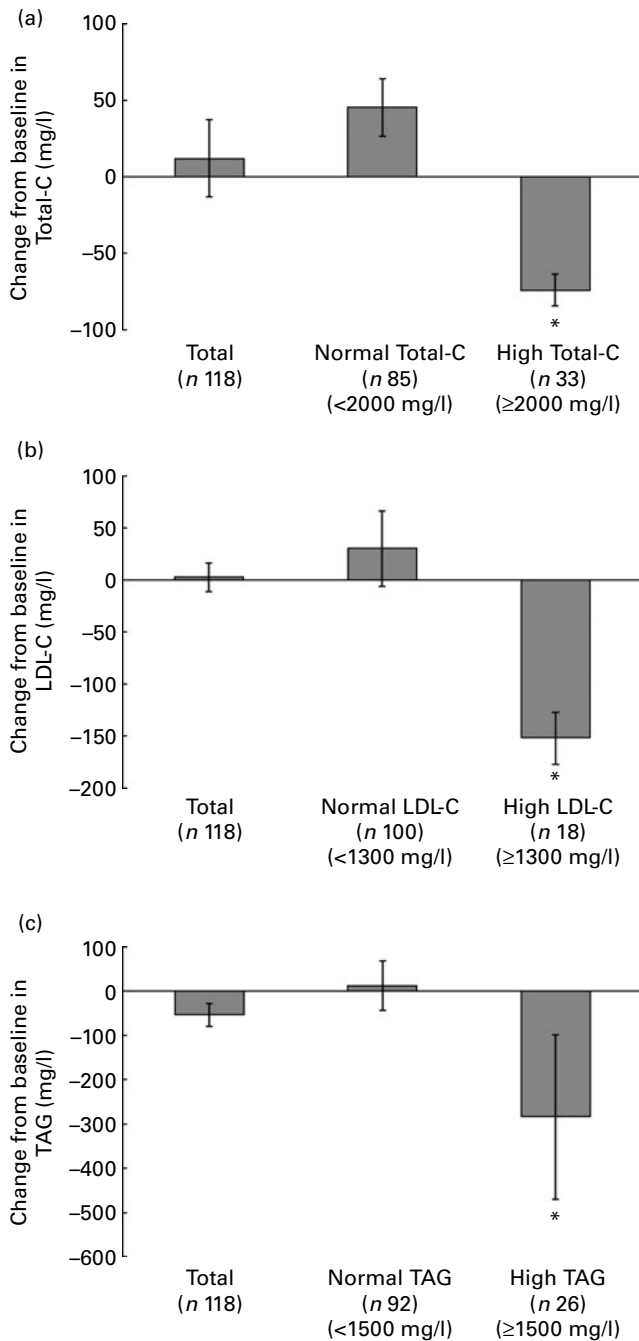 (a)
Change from baseline in
Total-C (mg/l)
100
50
0
–50
–100
Total
(n 118)
Normal Total-C
(n 85)
(<2000 mg/l)
High Total-C
(n 33)
(≥2000 mg/l)
*
(b)
Change from baseline in
LDL-C (mg/l)
100
50
0
–50
–100
–150
–200
Total
(n 118)
Normal LDL-C
(n 100)
(<1300 mg/l)
High LDL-C
(n 18)
(≥1300 mg/l)
*
(c)
Change from baseline in
TAG (mg/l)
100
0
–100
–200
–300
–400
–500
–600
Total
(n 118)
Normal TAG
(n 92)
(<1500 mg/l)
High TAG
(n 26)
(≥1500 mg/l)
*